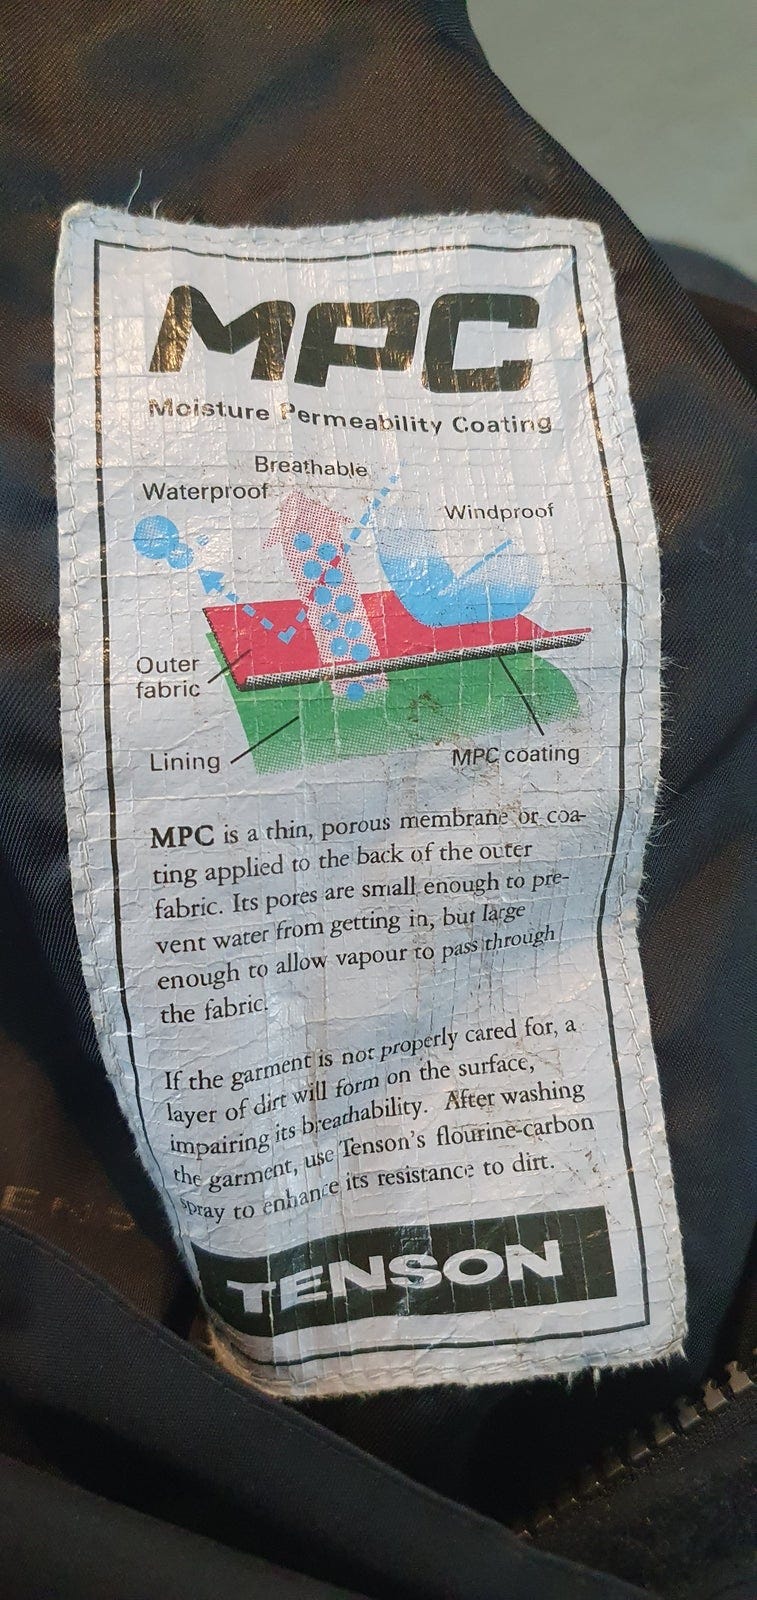 MPC
Moisture Permeability Coating
Breathable
Waterproof
Windproof
Outer
fabric
Lining
MPC coating
MPC is a thin, porous membrane or coa-
ting applied to the back of the outer
fabric. Its pores are small enough to pre-
vent water from getting in, but large
enough to allow vapour to pass through
the fabric.
If the garment is not properly cared for, a
layer of dirt will form on the surface,
impairing its breathability. After washing
the garment, use Tenson's flourine-carbon
spray to enhance its resistance to dirt.
TENSON